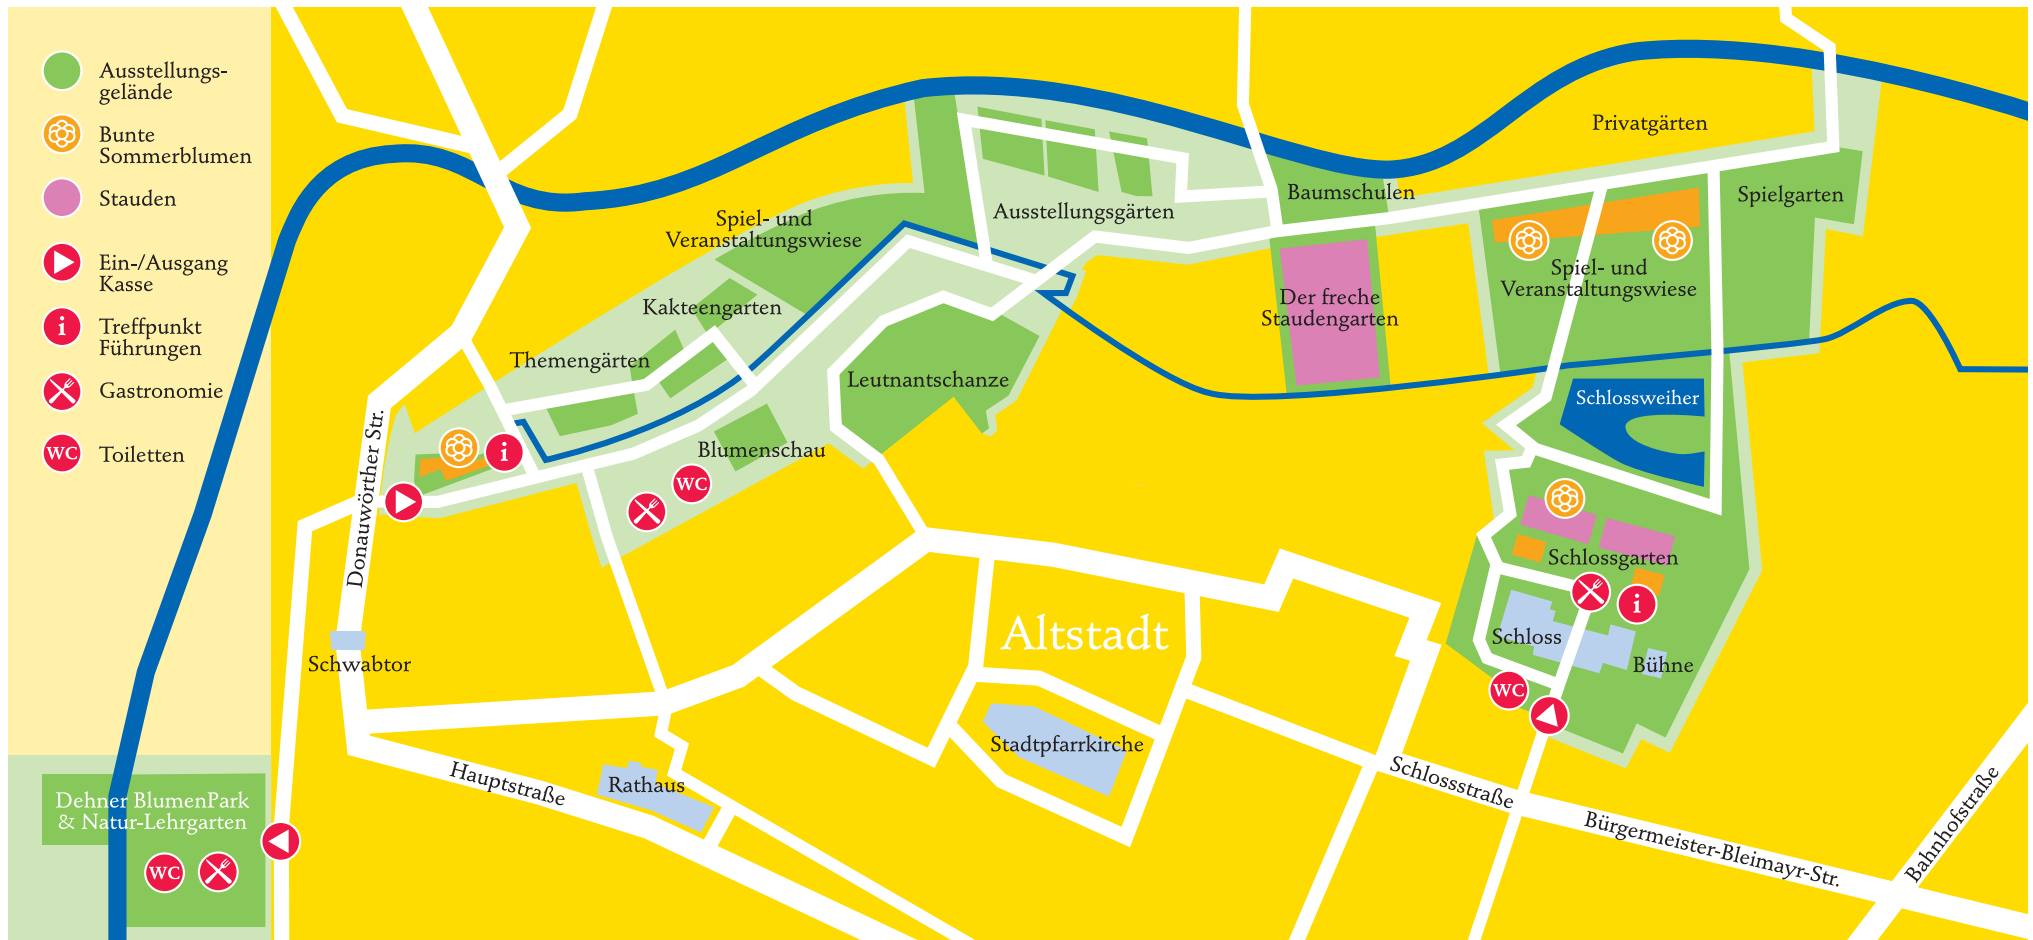 Ausstellungs-
gelände
Bunte
Sommerblumen
Stauden
Ein-/Ausgang
Kasse
i
Treffpunkt
Führungen
Gastronomie
WC
Toiletten
Privatgärten
Spielgarten
Baumschulen
Ausstellungsgärten
Spiel- und
Veranstaltungswiese
Spiel- und
Veranstaltungswiese
Kakteengarten
Der freche
Staudengarten
Themengärten
Leutnantschanze
Schlossweiher
Blumenschau
i
WC
Donauwörther Str.
Schlossgarten
i
Schloss
Bühne
WC
Altstadt
Schwabtor
Stadtpfarrkirche
Hauptstraße
Rathaus
Schlossstraße
Bürgermeister-Bleimayr-Str.
Bahnhofstraße
Dehner BlumenPark
& Natur-Lehrgarten
WC